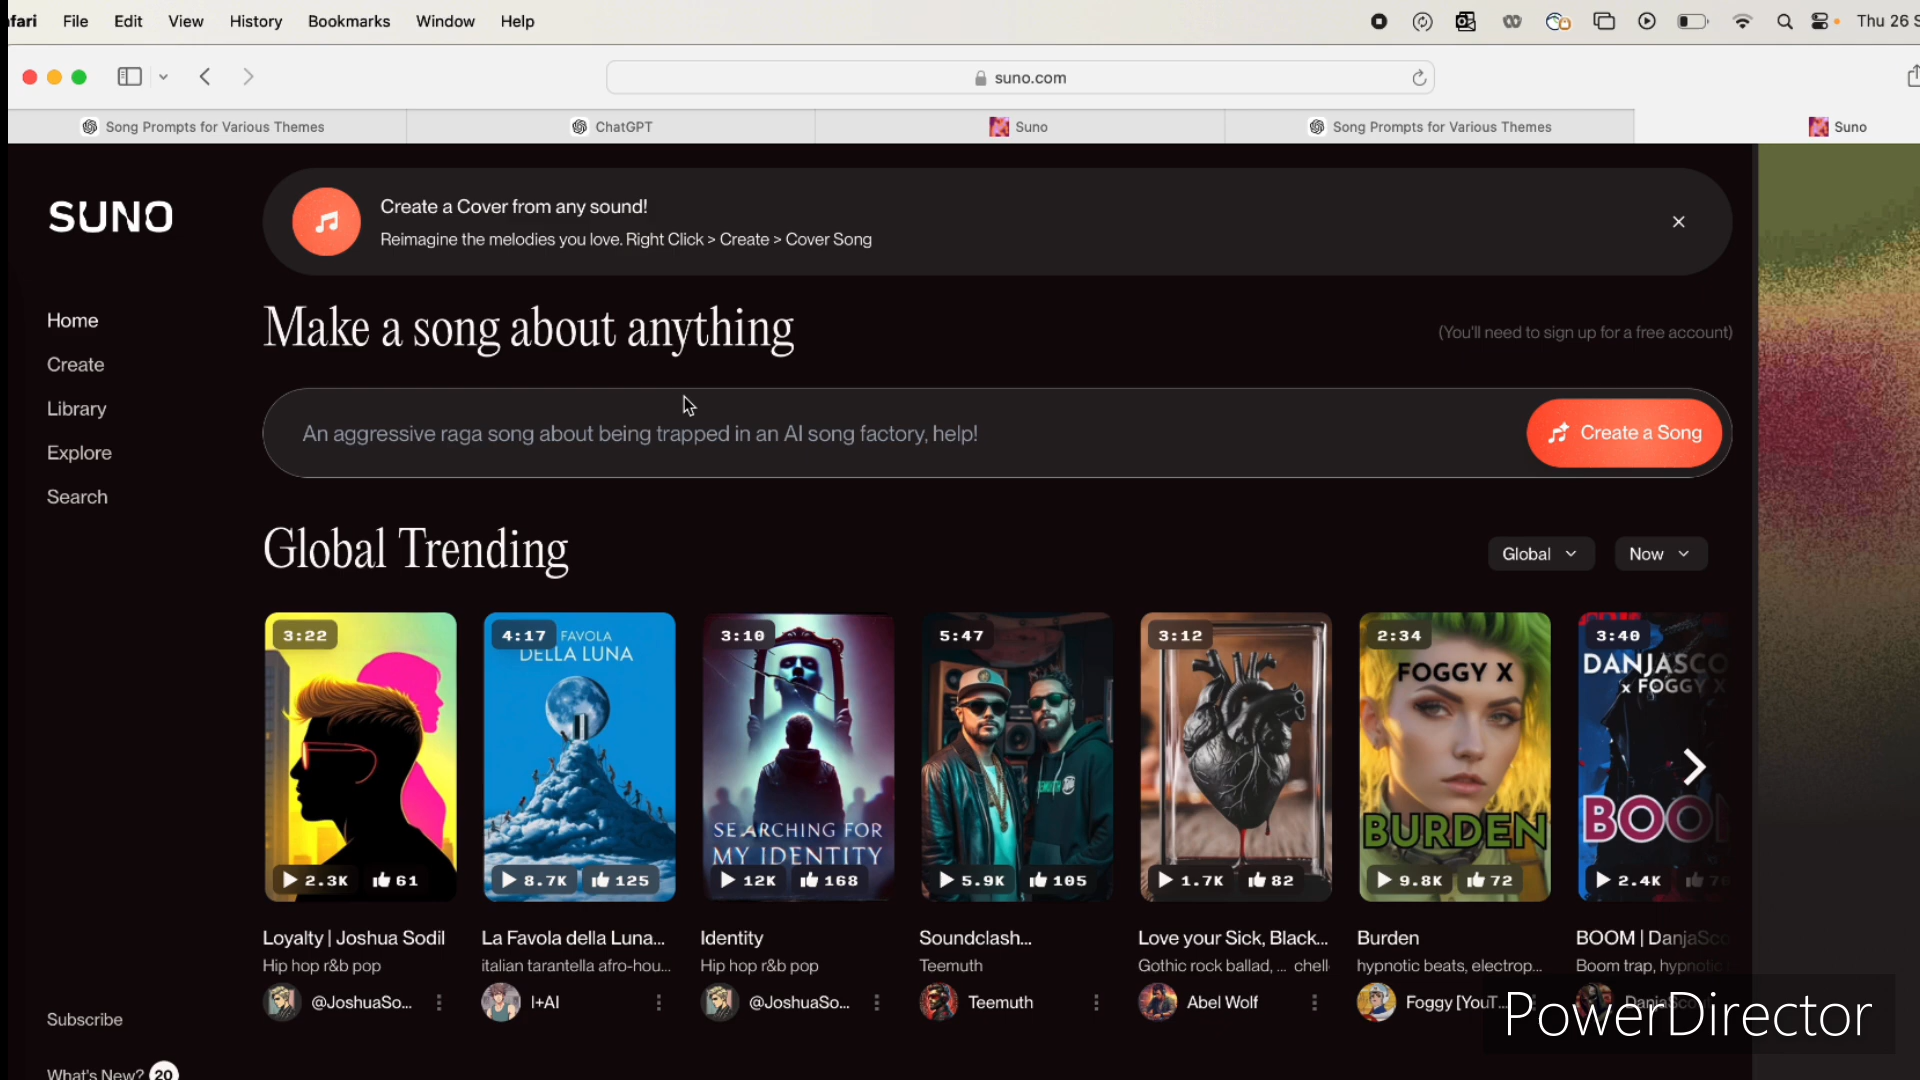 fari File Edit View History Bookmarks Window Help Thu 26 S
suno.com
Song Prompts for Various Themes ChatGPT Suno Song Prompts for Various Themes Suno
SUNO
Create a Cover from any sound!
Reimagine the melodies you love. Right Click > Create > Cover Song
Home
Create
Library
Explore
Search
Make a song about anything
(You'll need to sign up for a free account)
An aggressive raga song about being trapped in an AI song factory, help!
Create a Song
Global Trending
Global Now
3:22 4:17 3:10 5:47 3:12 2:34 3:40
FAVOLA
DELLA LUNA
SEARCHING FOR
MY IDENTITY
FOGGY X
BURDEN
DANJASCO
x FOGGY X
BOOM
2.3K 61 8.7K 125 12K 168 5.9K 105 1.7K 82 9.8K 72 2.4K
Loyalty | Joshua Sodil La Favola della Luna... Identity Soundclash... Love your Sick, Black... Burden BOOM | DanjaSco
Hip hop r&b pop italian tarantella afro-hou... Hip hop r&b pop Teemuth Gothic rock ballad, ... chell hypnotic beats, electrop... Boom trap, hypnotic
@JoshuaSo... I+AI @JoshuaSo... Teemuth Abel Wolf Foggy [YouT... DanjaSc
PowerDirector
Subscribe
What's New? 20